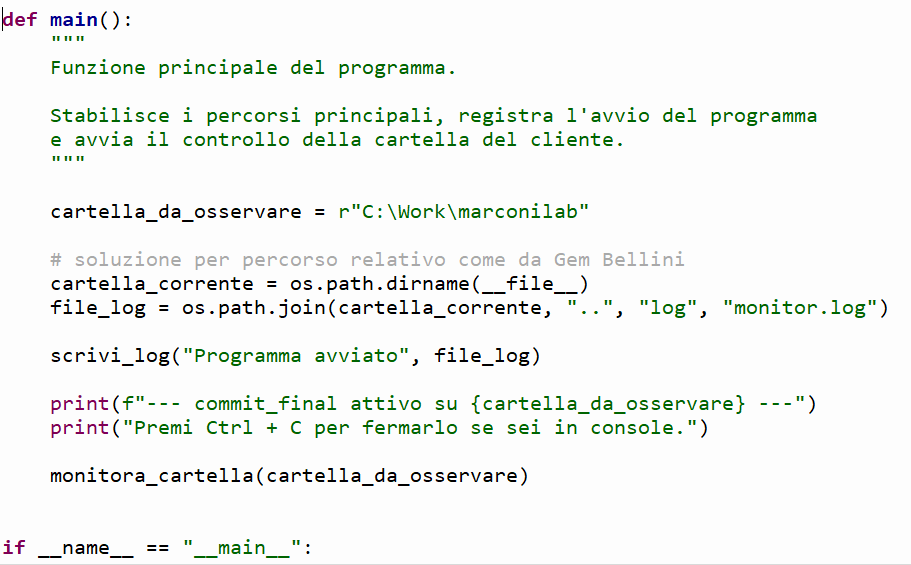 def main():
    """
    Funzione principale del programma.

    Stabilisce i percorsi principali, registra l'avvio del programma
    e avvia il controllo della cartella del cliente.
    """

    cartella_da_osservare = r"C:\Work\marconilab"

    # soluzione per percorso relativo come da Gem Bellini
    cartella_corrente = os.path.dirname(__file__)
    file_log = os.path.join(cartella_corrente, "..", "log", "monitor.log")

    scrivi_log("Programma avviato", file_log)

    print(f"--- commit_final attivo su {cartella_da_osservare} ---")
    print("Premi Ctrl + C per fermarlo se sei in console.")

    monitora_cartella(cartella_da_osservare)


if __name__ == "__main__":